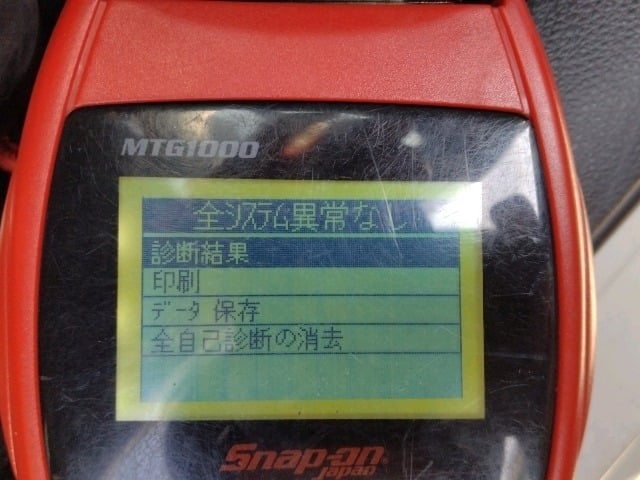 MTG1000
全システム異常なし
診断結果
印刷
データ 保存
全自己診断の消去
Snap-on
Japan